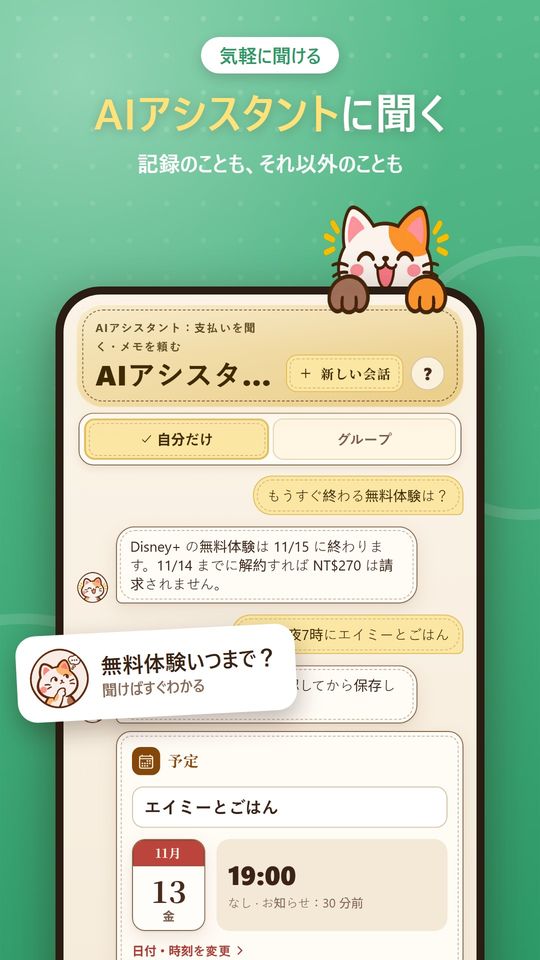 気軽に聞ける
AIアシスタントに聞く
記録のことも、それ以外のことも
AIアシスタント：支払いを聞
く・メモを頼む
AIアシスタ...
＋ 新しい会話
?
✓ 自分だけ
グループ
もうすぐ終わる無料体験は？
Disney+ の無料体験は 11/15 に終わりま
す。11/14 までに解約すれば NT$270 は請
求されません。
夜7時にエイミーとごはん
無料体験いつまで？
聞けばすぐわかる
してから保存し
予定
エイミーとごはん
11月
13
金
19:00
なし · お知らせ：30 分前
日付・時刻を変更 >